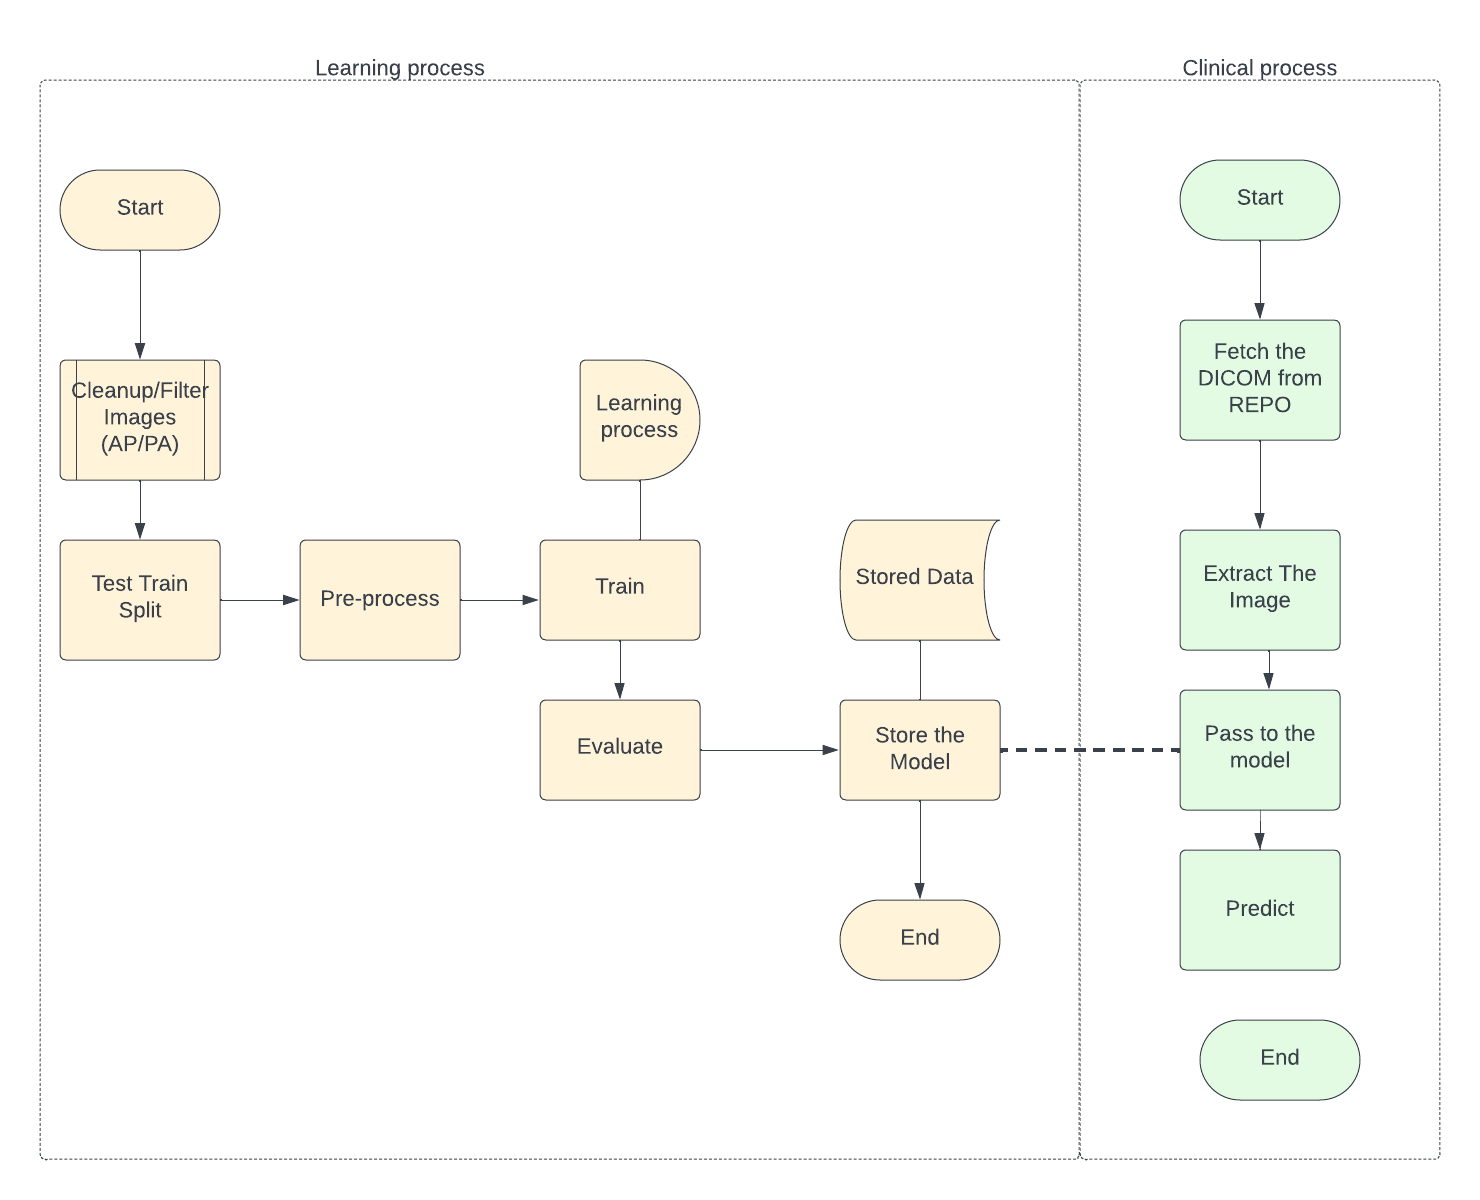 Learning process
Start
Cleanup/Filter
Images
(AP/PA)
Test Train
Split
Pre-process
Learning
process
Train
Evaluate
Stored Data
Store the
Model
End
Clinical process
Start
Fetch the
DICOM from
REPO
Extract The
Image
Pass to the
model
Predict
End